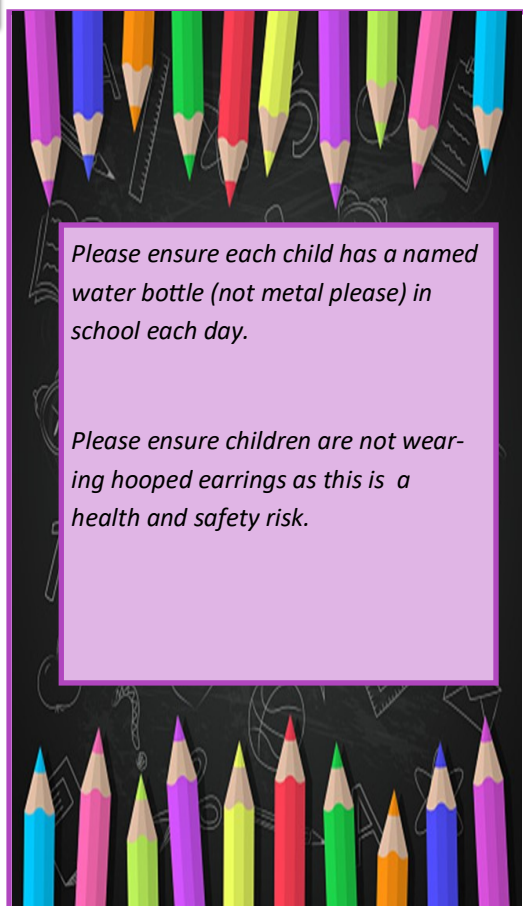 Please ensure each child has a named
water bottle (not metal please) in
school each day.
Please ensure children are not wear-
ing hooped earrings as this is  a
health and safety risk.